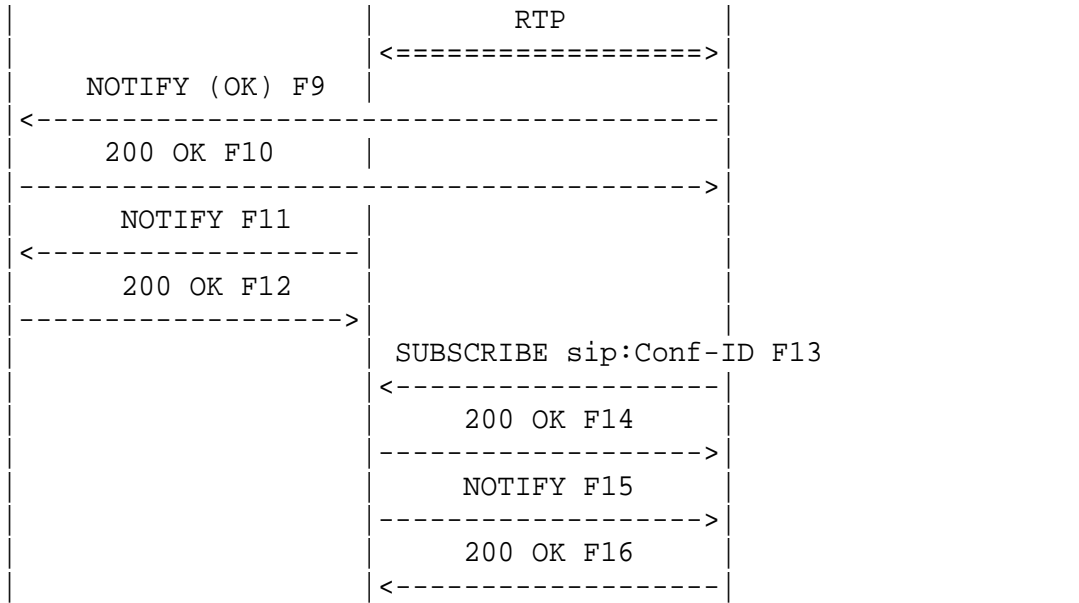 RTP
|<==================>|
NOTIFY (OK) F9
|<----------------------------------------|
200 OK F10
|---------------------------------------->|
NOTIFY F11
|<-------------------|
200 OK F12
|------------------->|
SUBSCRIBE sip:Conf-ID F13
|<-------------------|
200 OK F14
|------------------->|
NOTIFY F15
|------------------->|
200 OK F16
|<-------------------|